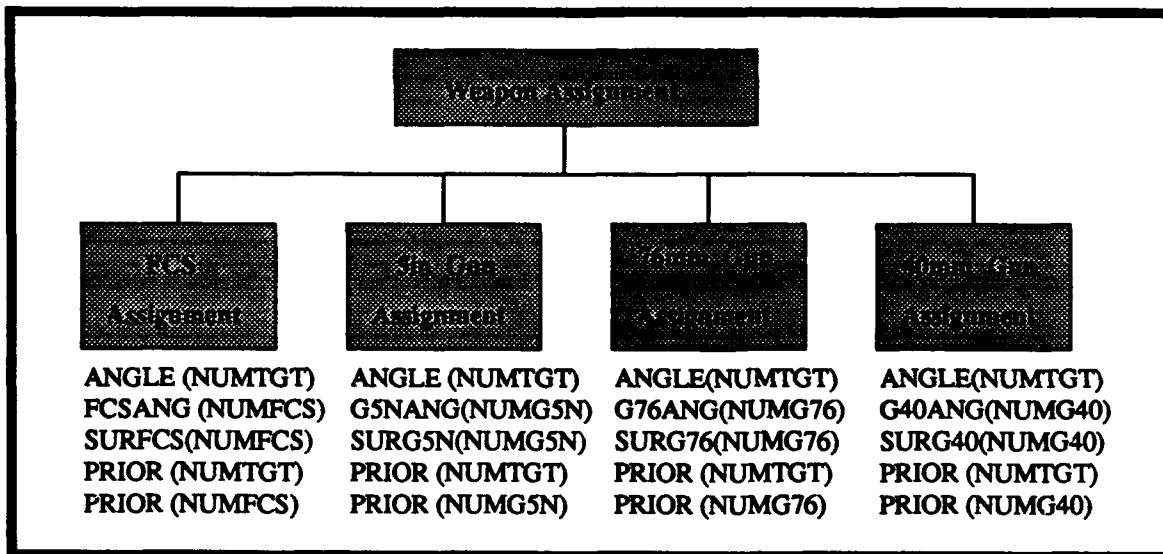 Weapon Assignment
FCS
Assignment
5in. Gun
Assignment
76mm. Gun
Assignment
40mm. Gun
Assignment
ANGLE (NUMTGT)
FCSANG (NUMFCS)
SURFCS(NUMFCS)
PRIOR (NUMTGT)
PRIOR (NUMFCS)
ANGLE (NUMTGT)
G5NANG(NUMG5N)
SURG5N(NUMG5N)
PRIOR (NUMTGT)
PRIOR (NUMG5N)
ANGLE(NUMTGT)
G76ANG(NUMG76)
SURG76(NUMG76)
PRIOR (NUMTGT)
PRIOR (NUMG76)
ANGLE(NUMTGT)
G40ANG(NUMG40)
SURG40(NUMG40)
PRIOR (NUMTGT)
PRIOR (NUMG40)